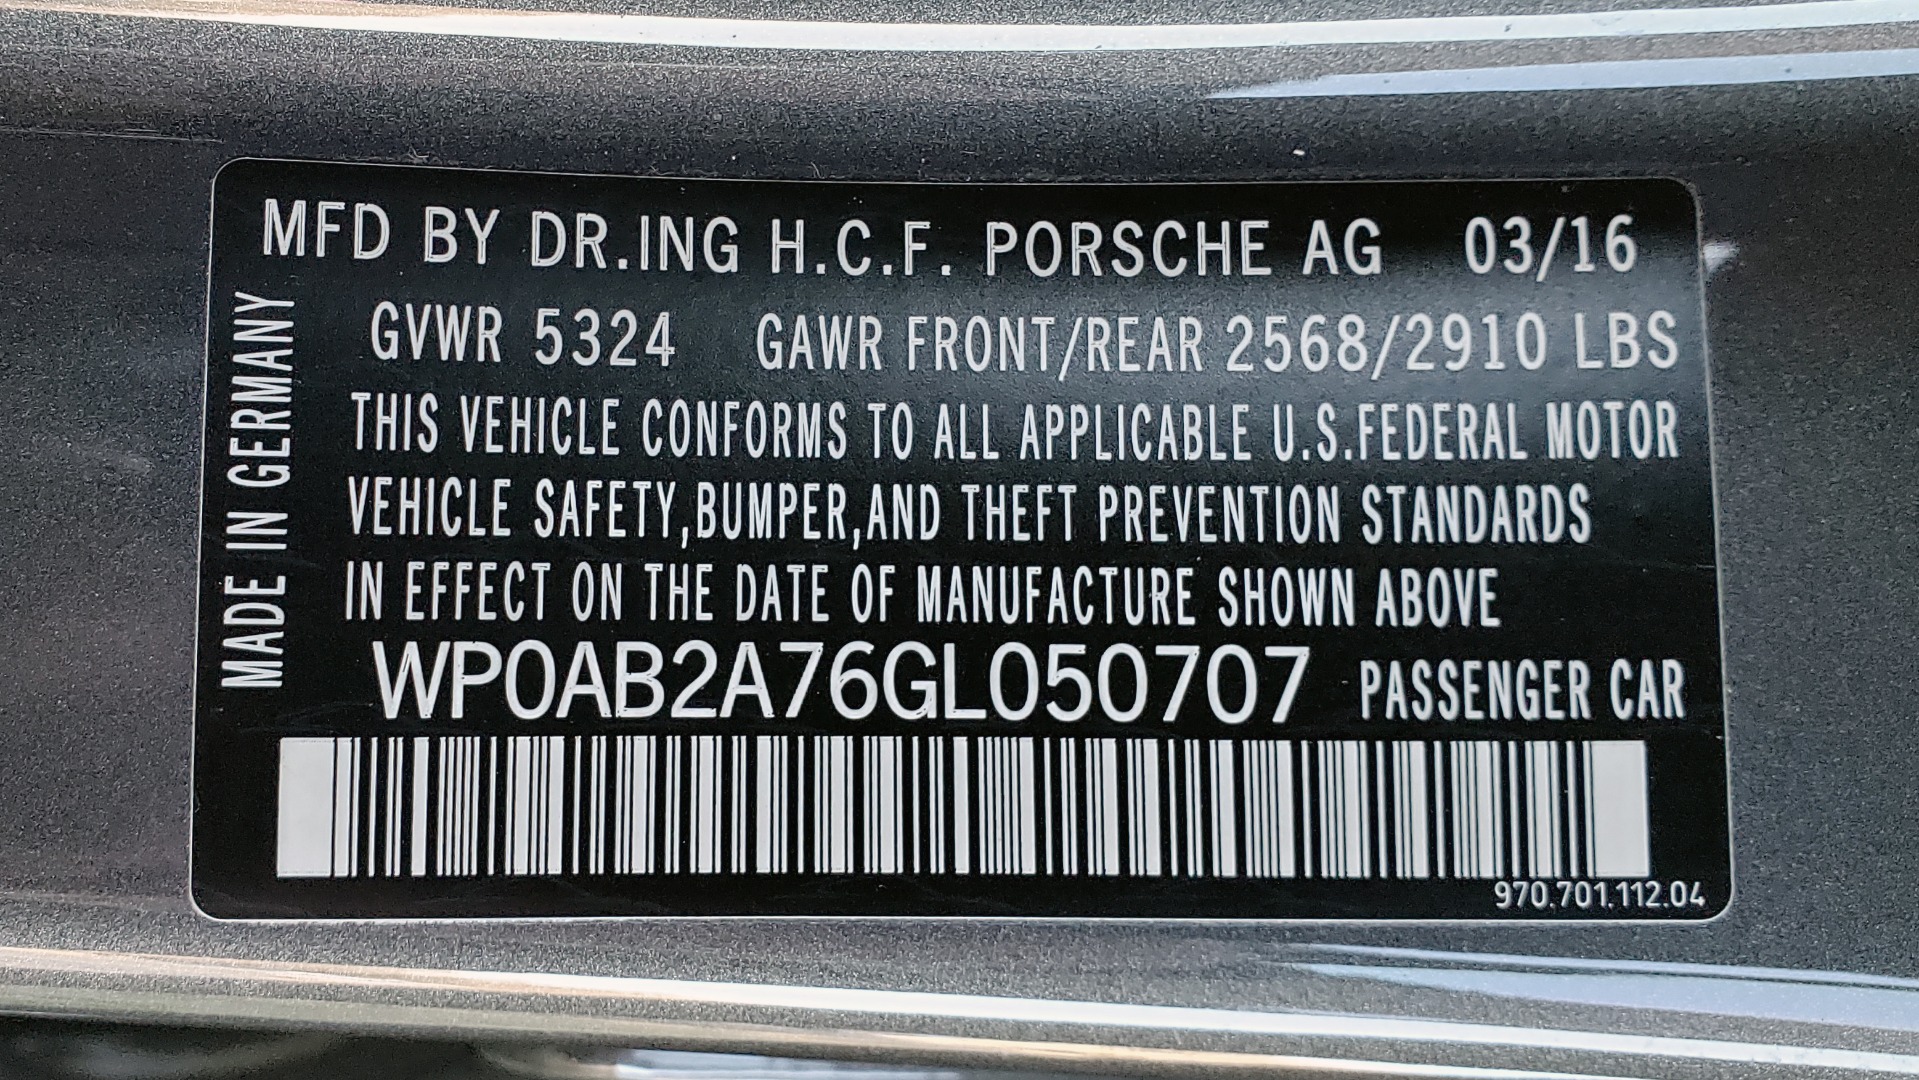 MFD BY DR.ING H.C.F. PORSCHE AG 03/16
GVWR 5324 GAWR FRONT/REAR 2568/2910 LBS
THIS VEHICLE CONFORMS TO ALL APPLICABLE U.S.FEDERAL MOTOR
VEHICLE SAFETY,BUMPER,AND THEFT PREVENTION STANDARDS
IN EFFECT ON THE DATE OF MANUFACTURE SHOWN ABOVE
WP0AB2A76GL050707 PASSENGER CAR
970.701.112.04
MADE IN GERMANY